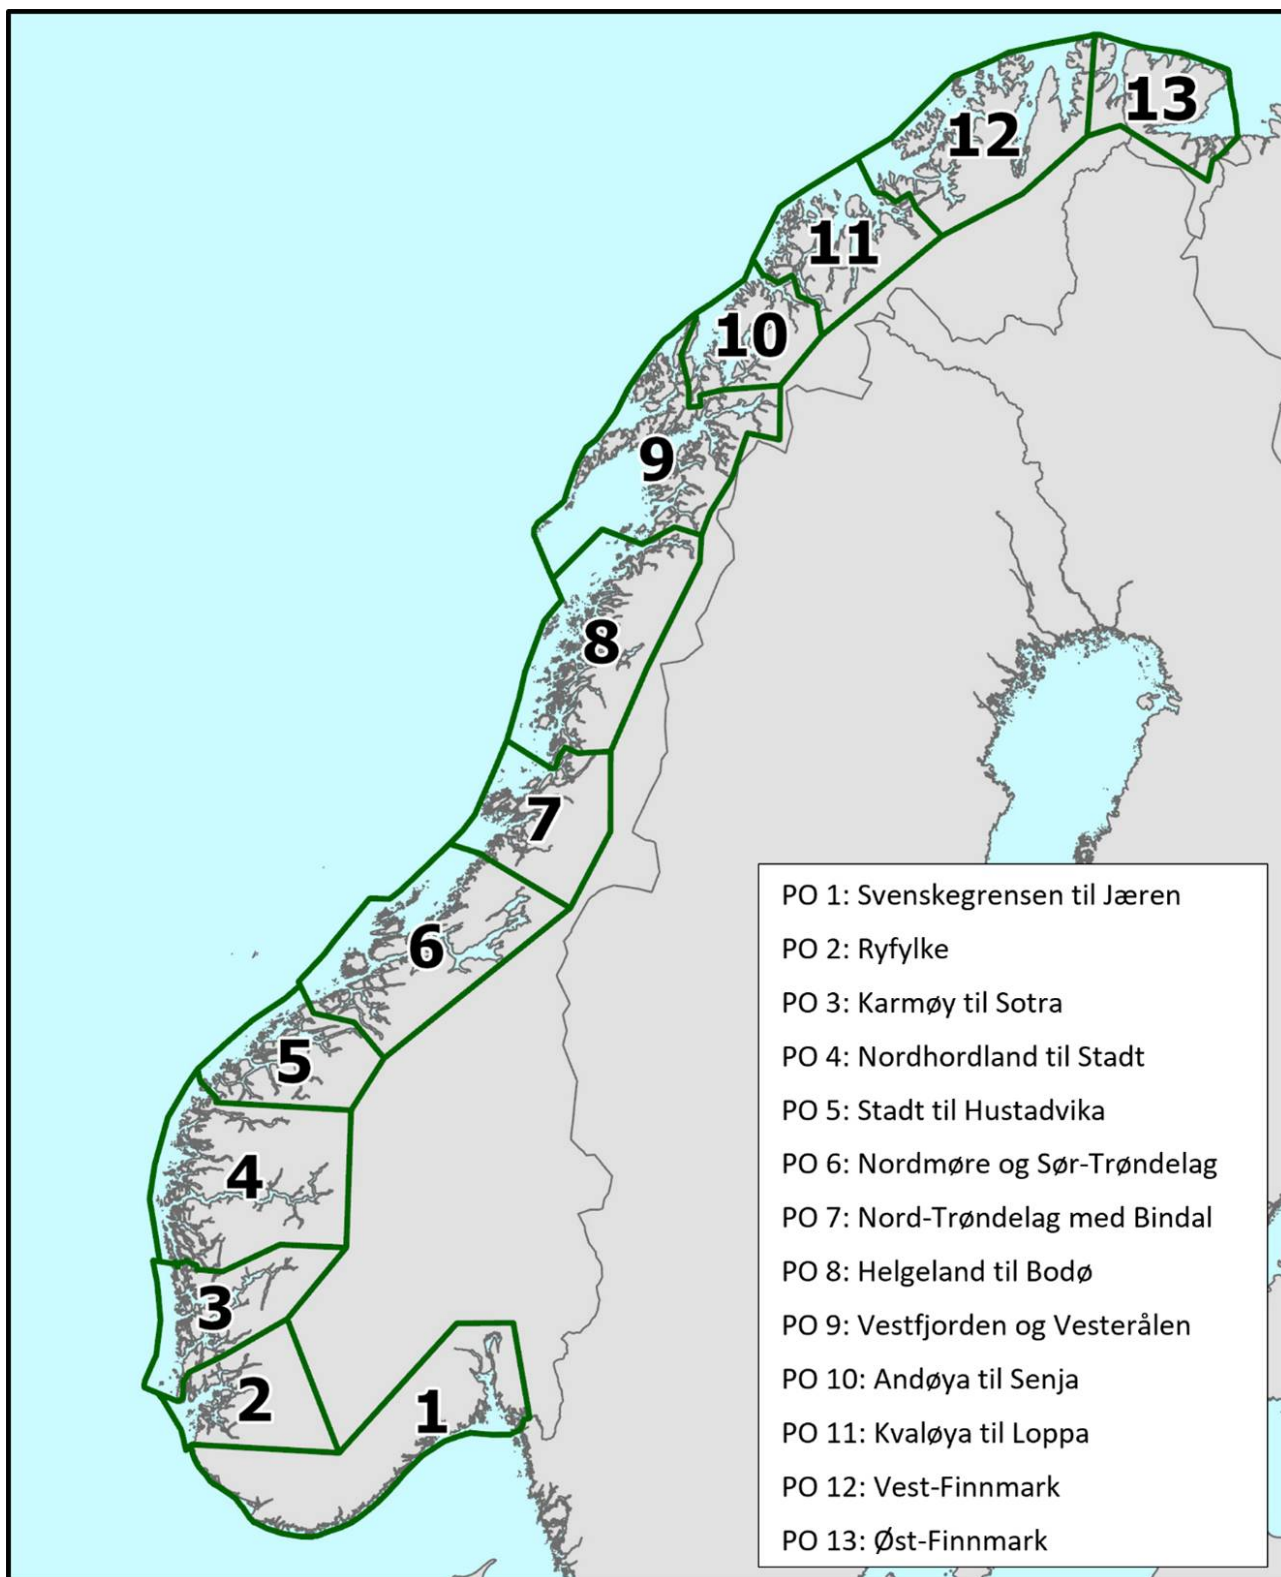 13
12
11
10
9
8
7
6
5
4
3
2
1
PO 1: Svenskegrensen til Jæren
PO 2: Ryfylke
PO 3: Karmøy til Sotra
PO 4: Nordhordland til Stadt
PO 5: Stadt til Hustadvika
PO 6: Nordmøre og Sør-Trøndelag
PO 7: Nord-Trøndelag med Bindal
PO 8: Helgeland til Bodø
PO 9: Vestfjorden og Vesterålen
PO 10: Andøya til Senja
PO 11: Kvaløya til Loppa
PO 12: Vest-Finnmark
PO 13: Øst-Finnmark